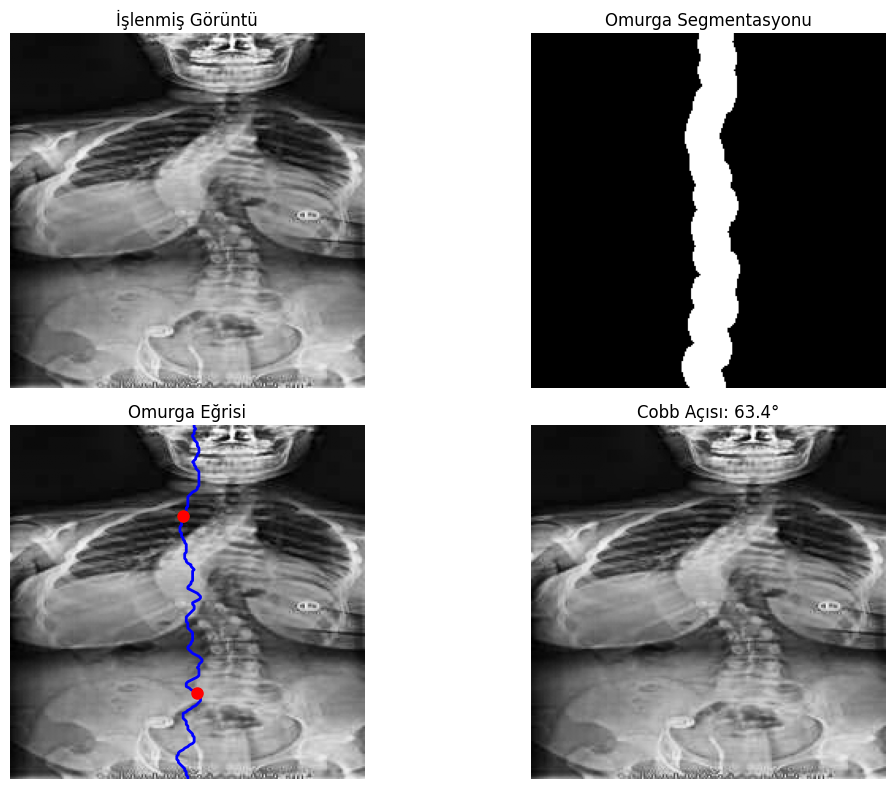 İşlenmiş Görüntü
Omurga Segmentasyonu
Omurga Eğrisi
Cobb Açısı: 63.4°